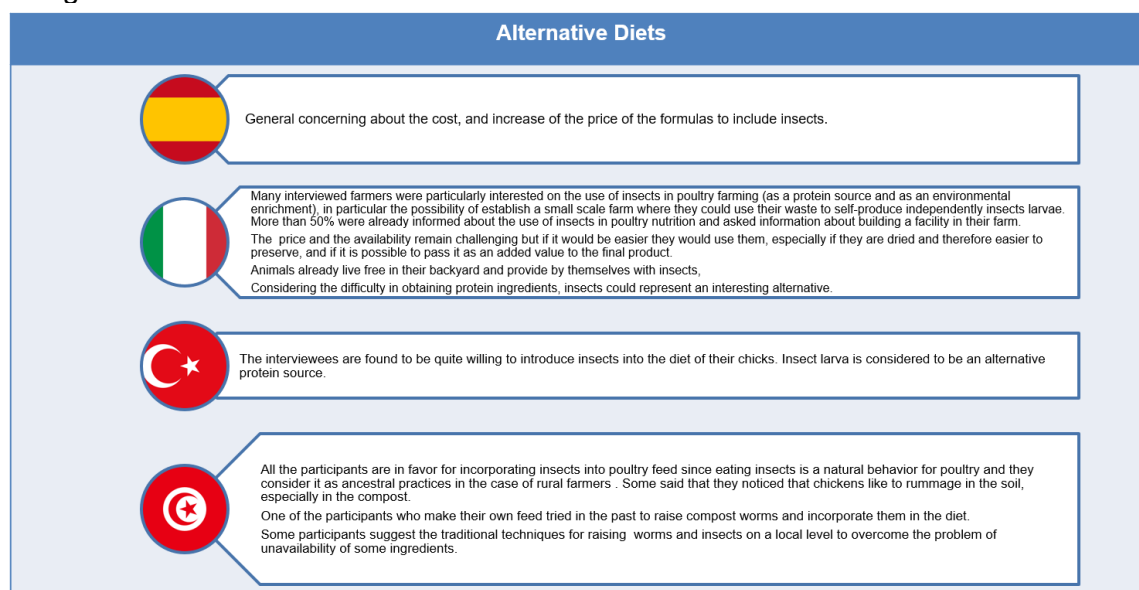 Alternative Diets
General concerning about the cost, and increase of the price of the formulas to include insects.
Many interviewed farmers were particularly interested on the use of insects in poultry farming (as a protein source and as an environmental
enrichment), in particular the possibility of establish a small scale farm where they could use their waste to self-produce independently insects larvae.
More than 50% were already informed about the use of insects in poultry nutrition and asked information about building a facility in their farm.
The price and the availability remain challenging but if it would be easier they would use them, especially if they are dried and therefore easier to
preserve, and if it is possible to pass it as an added value to the final product.
Animals already live free in their backyard and provide by themselves with insects,
Considering the difficulty in obtaining protein ingredients, insects could represent an interesting alternative.
The interviewees are found to be quite willing to introduce insects into the diet of their chicks. Insect larva is considered to be an alternative
protein source.
All the participants are in favor for incorporating insects into poultry feed since eating insects is a natural behavior for poultry and they
consider it as ancestral practices in the case of rural farmers . Some said that they noticed that chickens like to rummage in the soil,
especially in the compost.
One of the participants who make their own feed tried in the past to raise compost worms and incorporate them in the diet.
Some participants suggest the traditional techniques for raising worms and insects on a local level to overcome the problem of
unavailability of some ingredients.